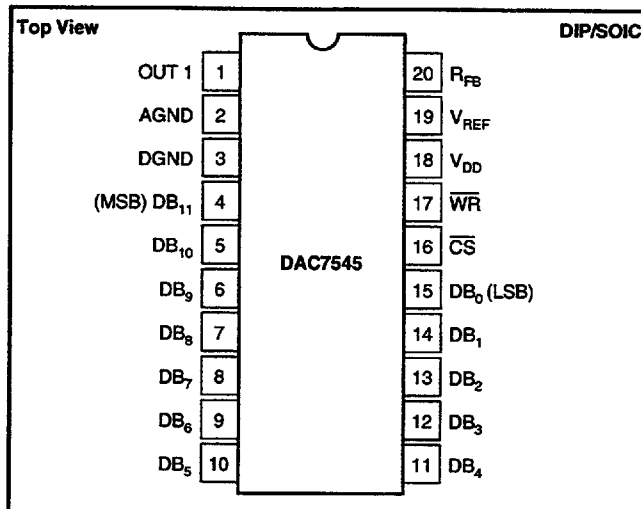 Top View DIP/SOIC
OUT 1 1 20 R_FB
AGND 2 19 V_REF
DGND 3 18 V_DD
(MSB) DB_11 4 17 W̅R̅
DB_10 5 16 C̅S̅
DAC7545
DB_9 6 15 DB_0 (LSB)
DB_8 7 14 DB_1
DB_7 8 13 DB_2
DB_6 9 12 DB_3
DB_5 10 11 DB_4